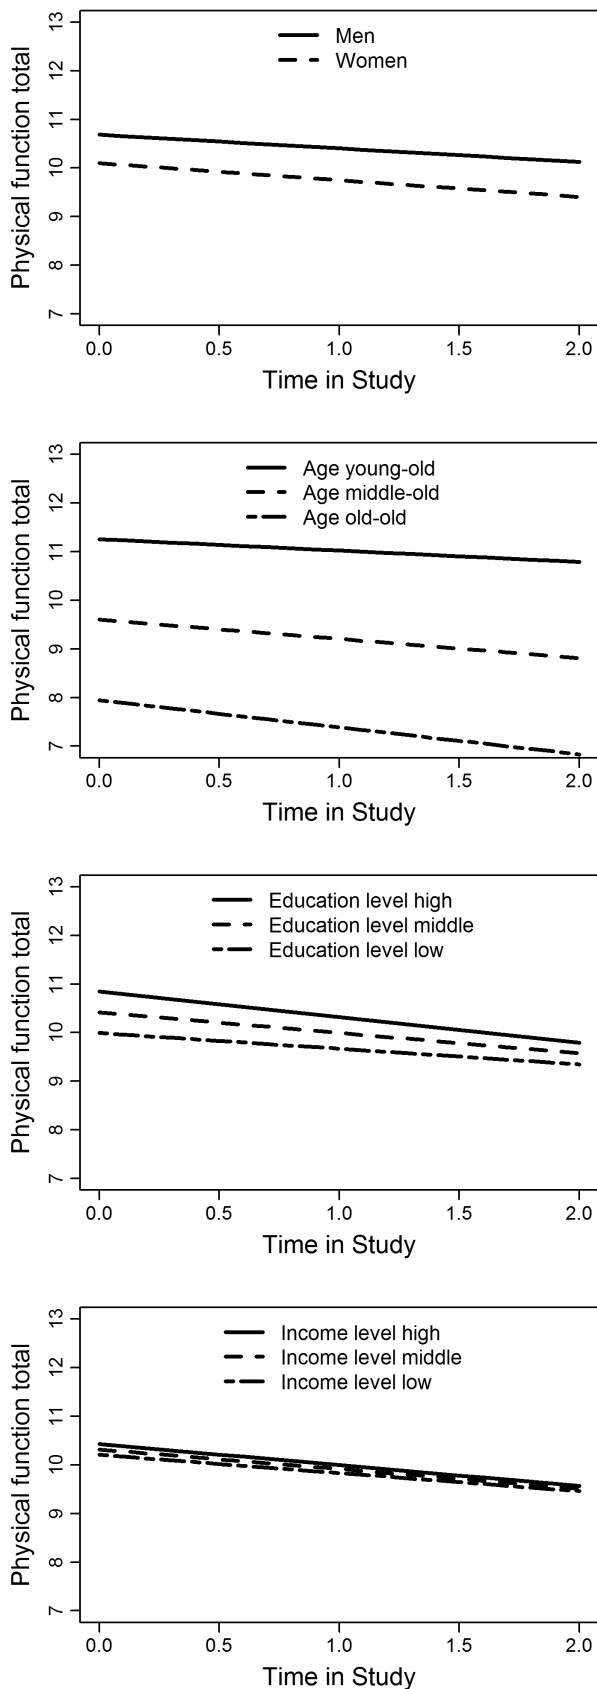 Men
Women
Physical function total
13
12
11
10
9
8
7
0.0 0.5 1.0 1.5 2.0
Time in Study
Age young-old
Age middle-old
Age old-old
Physical function total
13
12
11
10
9
8
7
0.0 0.5 1.0 1.5 2.0
Time in Study
Education level high
Education level middle
Education level low
Physical function total
13
12
11
10
9
8
7
0.0 0.5 1.0 1.5 2.0
Time in Study
Income level high
Income level middle
Income level low
Physical function total
13
12
11
10
9
8
7
0.0 0.5 1.0 1.5 2.0
Time in Study